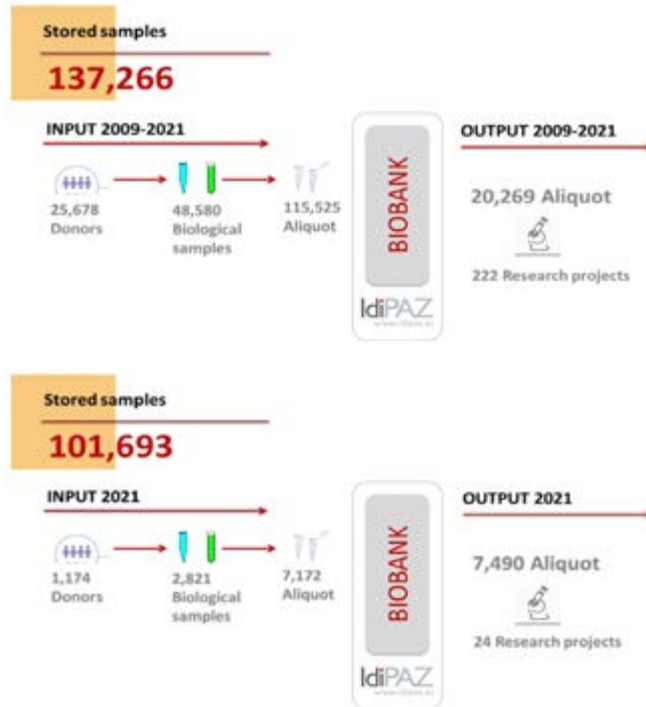 Stored samples
137,266
INPUT 2009-2021
25,678
Donors
48,580
Biological
samples
115,525
Aliquot
BIOBANK
IdiPAZ
OUTPUT 2009-2021
20,269 Aliquot
222 Research projects
Stored samples
101,693
INPUT 2021
1,174
Donors
2,821
Biological
samples
7,172
Aliquot
BIOBANK
IdiPAZ
OUTPUT 2021
7,490 Aliquot
24 Research projects